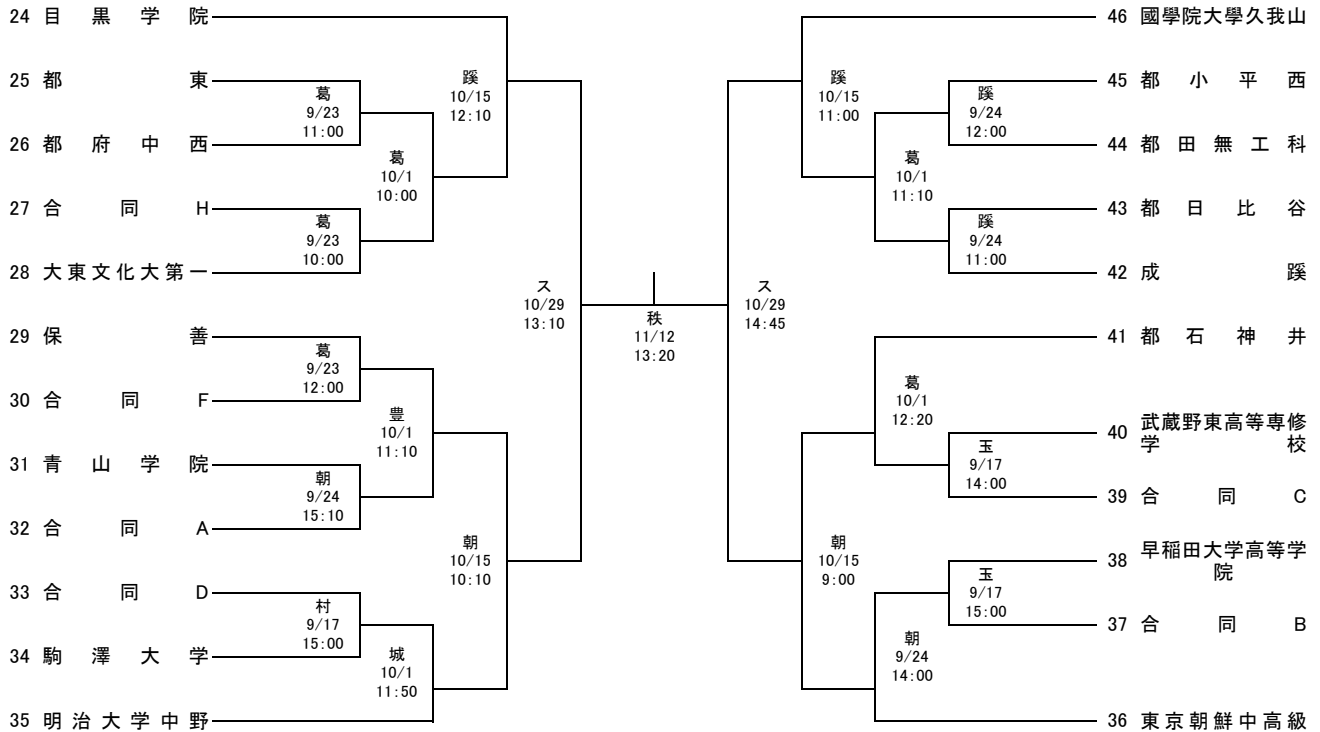 24 目黒学院
25 都東
26 都府中西
27 合同H
28 大東文化大第一
29 保善
30 合同F
31 青山学院
32 合同A
33 合同D
34 駒澤大学
35 明治大学中野
葛
9/23
11:00
葛
9/23
10:00
葛
9/23
12:00
朝
9/24
15:10
村
9/17
15:00
葛
10/1
10:00
豊
10/1
11:10
城
10/1
11:50
蹊
10/15
12:10
朝
10/15
10:10
ス
10/29
13:10
秩
11/12
13:20
ス
10/29
14:45
蹊
10/15
11:00
朝
10/15
9:00
葛
10/1
11:10
葛
10/1
12:20
朝
9/24
14:00
蹊
9/24
12:00
蹊
9/24
11:00
玉
9/17
14:00
玉
9/17
15:00
46 國學院大學久我山
45 都小平西
44 都田無工科
43 都日比谷
42 成蹊
41 都石神井
40 武蔵野東高等専修
学校
39 合同C
38 早稲田大学高等学
院
37 合同B
36 東京朝鮮中高級